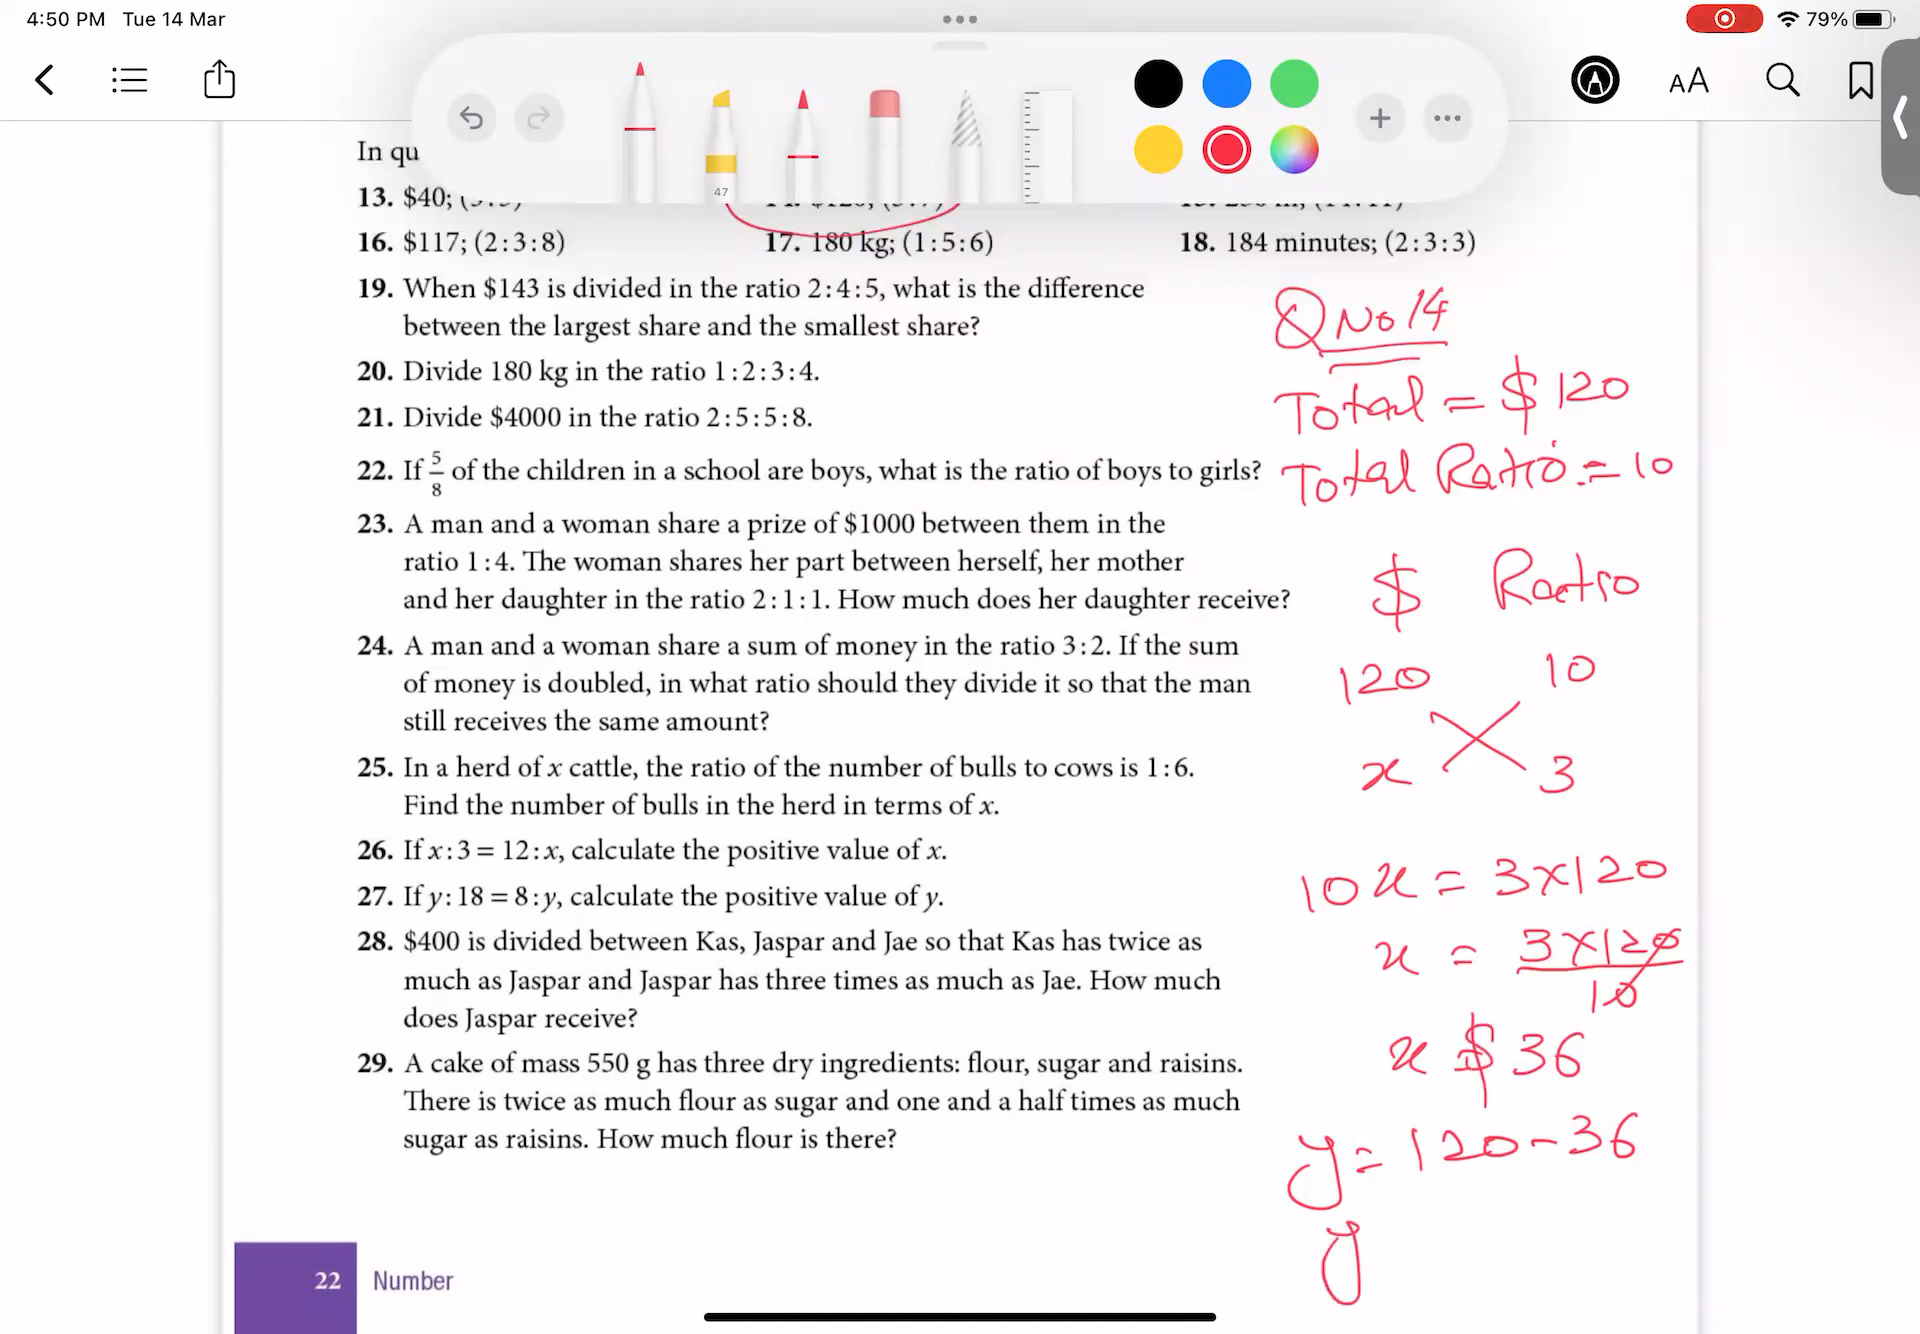 4:50 PM Tue 14 Mar
79%
AA
47
In qu
13. $40;
16. $117; (2:3:8)
17. 180 kg; (1:5:6)
18. 184 minutes; (2:3:3)
19. When $143 is divided in the ratio 2:4:5, what is the difference
between the largest share and the smallest share?
20. Divide 180 kg in the ratio 1:2:3:4.
21. Divide $4000 in the ratio 2:5:5:8.
22. If 5/8 of the children in a school are boys, what is the ratio of boys to girls?
23. A man and a woman share a prize of $1000 between them in the
ratio 1:4. The woman shares her part between herself, her mother
and her daughter in the ratio 2:1:1. How much does her daughter receive?
24. A man and a woman share a sum of money in the ratio 3:2. If the sum
of money is doubled, in what ratio should they divide it so that the man
still receives the same amount?
25. In a herd of x cattle, the ratio of the number of bulls to cows is 1:6.
Find the number of bulls in the herd in terms of x.
26. If x:3 = 12:x, calculate the positive value of x.
27. If y:18 = 8:y, calculate the positive value of y.
28. $400 is divided between Kas, Jaspar and Jae so that Kas has twice as
much as Jaspar and Jaspar has three times as much as Jae. How much
does Jaspar receive?
29. A cake of mass 550 g has three dry ingredients: flour, sugar and raisins.
There is twice as much flour as sugar and one and a half times as much
sugar as raisins. How much flour is there?
22 Number
Q No 14
Total = $ 120
Total Ratio = 10
$ Ratio
120 10
x 3
10x = 3×120
x = 3×120
10
x $ 36
y = 120 - 36
y